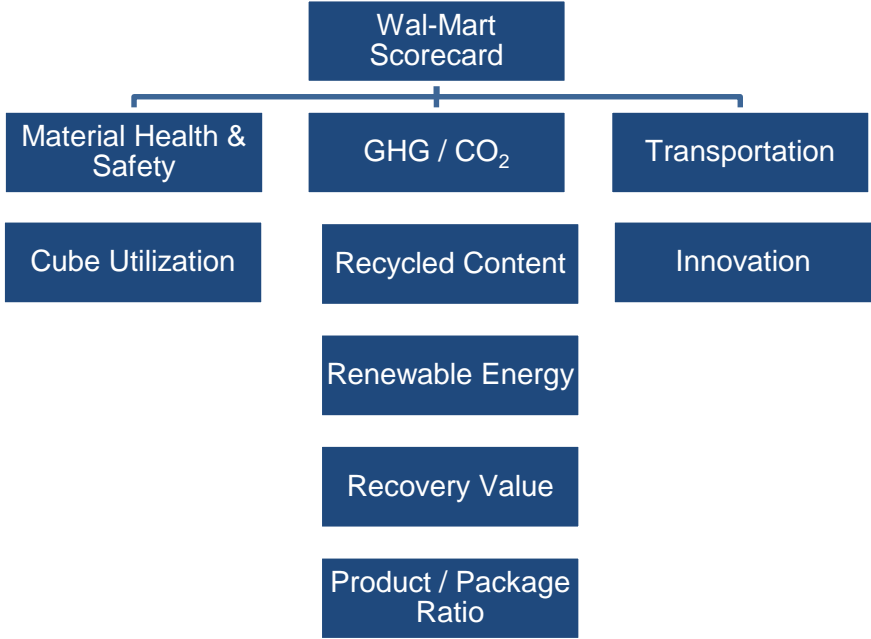 Wal-Mart
Scorecard
Material Health &
Safety
GHG / CO₂
Transportation
Cube Utilization
Recycled Content
Innovation
Renewable Energy
Recovery Value
Product / Package
Ratio